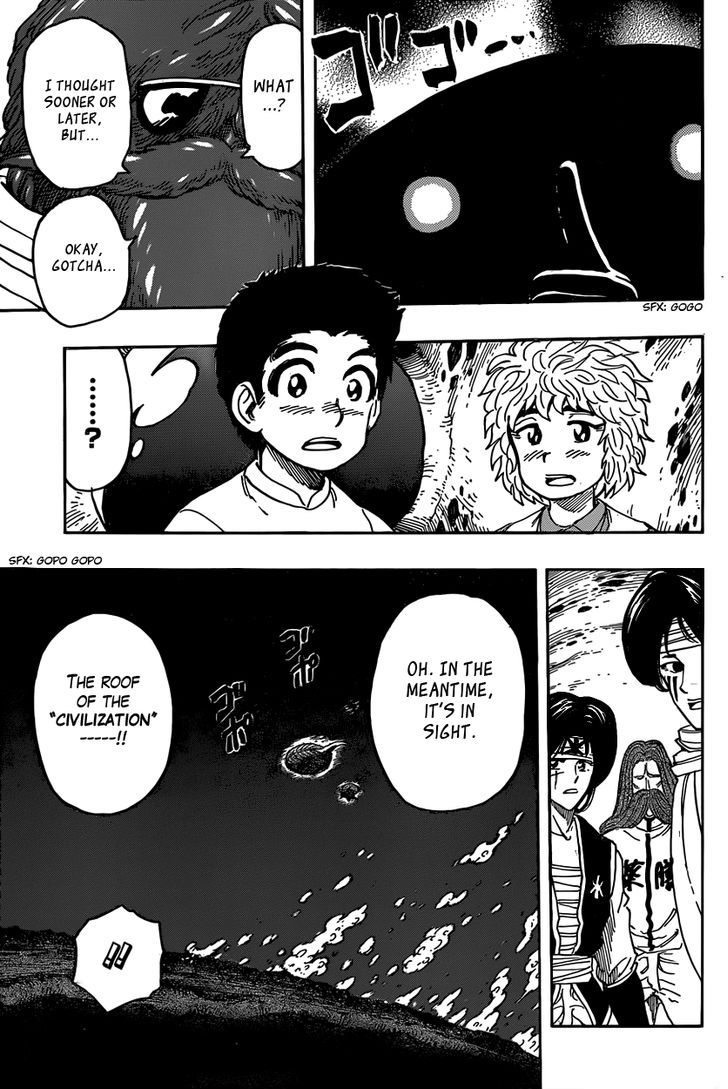 ゴゴ…
SFX: GOGO
WHAT
...?
I THOUGHT
SOONER OR
LATER,
BUT...
OKAY,
GOTCHA...
........?
SFX: GOPO GOPO
OH. IN THE
MEANTIME,
IT'S IN
SIGHT.
ゴポ
ゴポ
THE ROOF
OF THE
"CIVILIZATION"
-----!!
!!